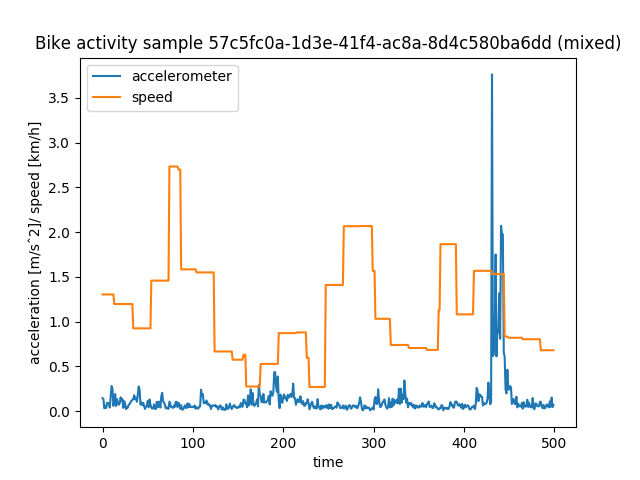 Bike activity sample 57c5fc0a-1d3e-41f4-ac8a-8d4c580ba6dd (mixed)
accelerometer
speed
acceleration [m/s^2]/ speed [km/h]
3.5
3.0
2.5
2.0
1.5
1.0
0.5
0.0
0 100 200 300 400 500
time